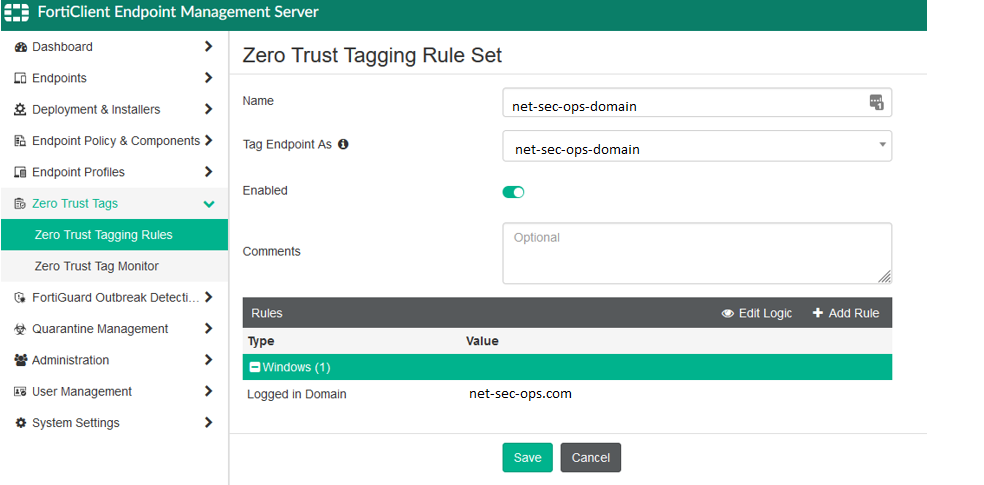 FortiClient Endpoint Management Server
Dashboard
Endpoints
Deployment & Installers
Endpoint Policy & Components
Endpoint Profiles
Zero Trust Tags
Zero Trust Tagging Rules
Zero Trust Tag Monitor
FortiGuard Outbreak Detecti...
Quarantine Management
Administration
User Management
System Settings
Zero Trust Tagging Rule Set
Name
net-sec-ops-domain
1
Tag Endpoint As
net-sec-ops-domain
Enabled
Comments
Optional
Rules Edit Logic Add Rule
Type Value
Windows (1)
Logged in Domain net-sec-ops.com
Save Cancel